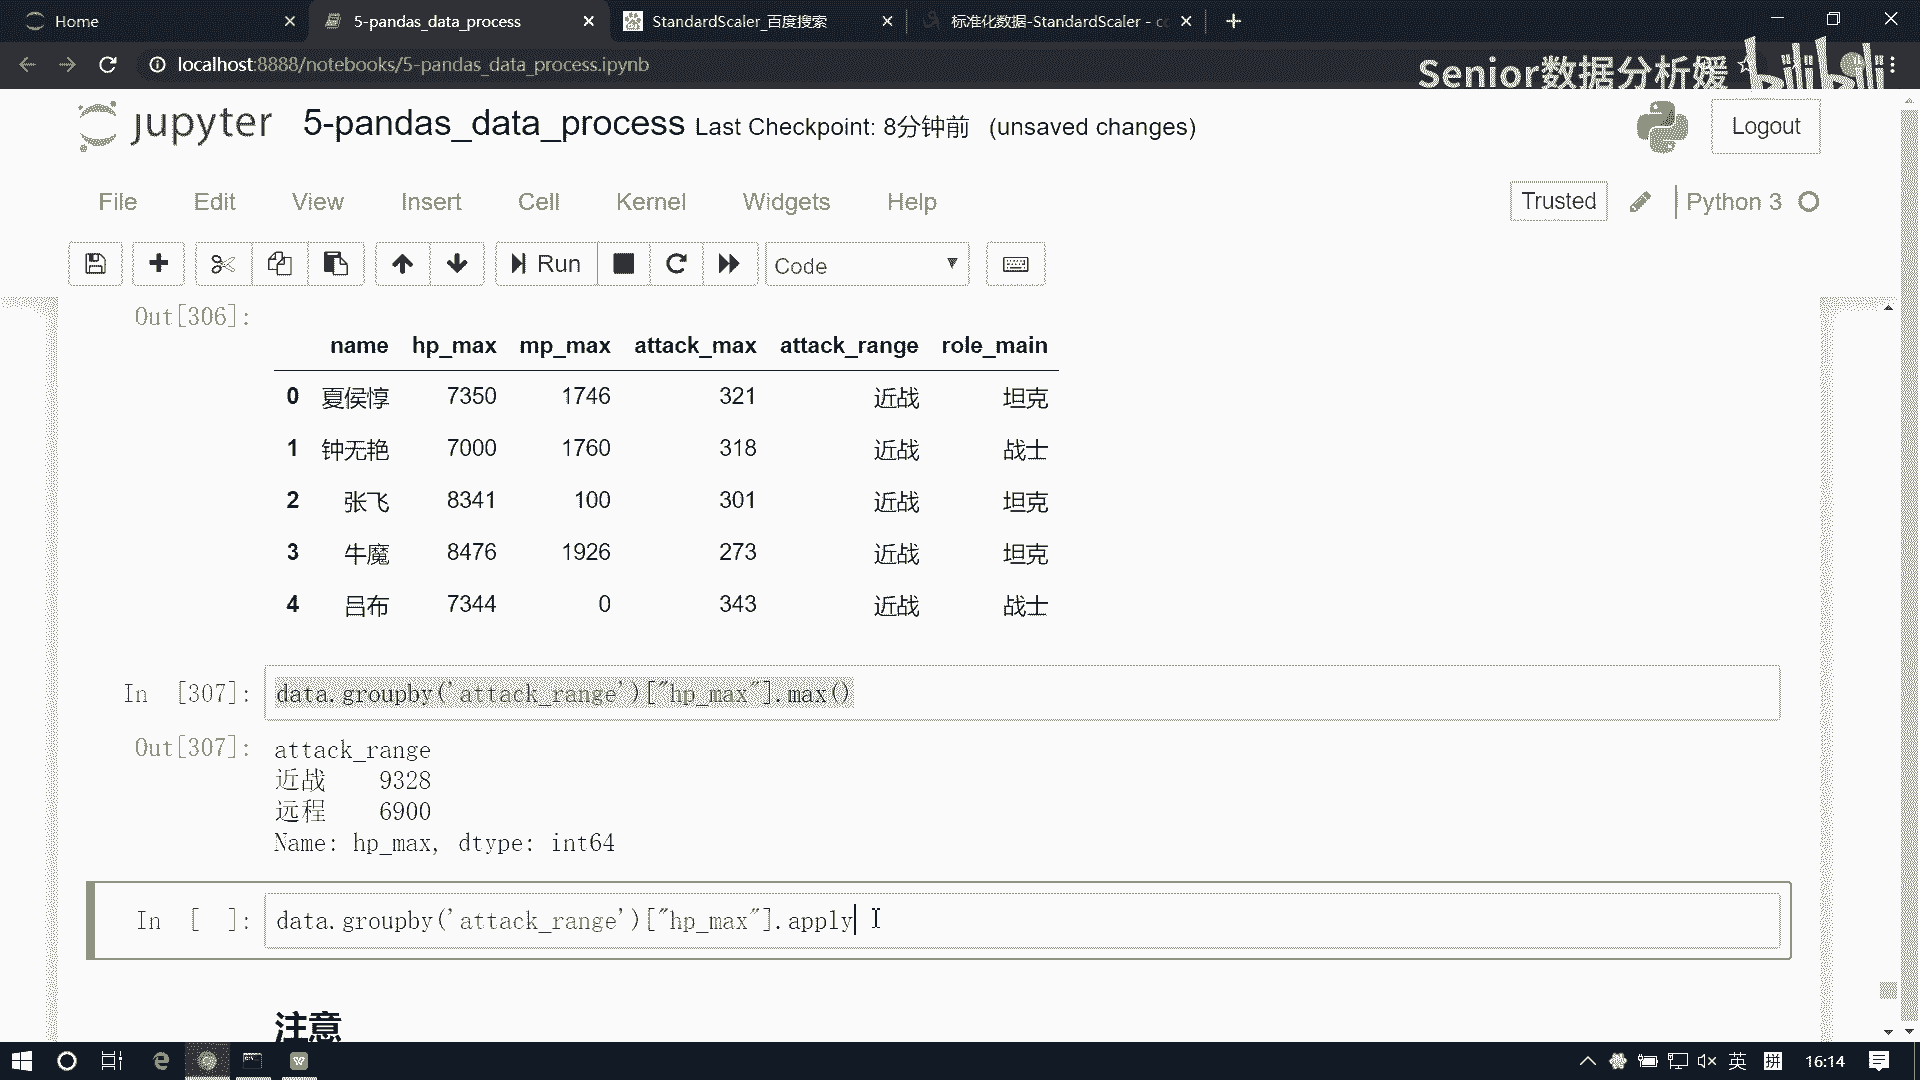 Home
5-pandas_data_process
StandardScaler_百度搜索
标准化数据-StandardScaler - c
localhost:8888/notebooks/5-pandas_data_process.ipynb
Senior数据分析媛
bilibili
jupyter 5-pandas_data_process Last Checkpoint: 8分钟前 (unsaved changes)
Logout
File Edit View Insert Cell Kernel Widgets Help
Trusted
Python 3
Run
Code
Out[306]:
name hp_max mp_max attack_max attack_range role_main
0 夏侯惇 7350 1746 321 近战 坦克
1 钟无艳 7000 1760 318 近战 战士
2 张飞 8341 100 301 近战 坦克
3 牛魔 8476 1926 273 近战 坦克
4 吕布 7344 0 343 近战 战士
In [307]: data.groupby('attack_range')["hp_max"].max()
Out[307]: attack_range
近战 9328
远程 6900
Name: hp_max, dtype: int64
In [ ]: data.groupby('attack_range')["hp_max"].apply
注意
英
拼
16:14